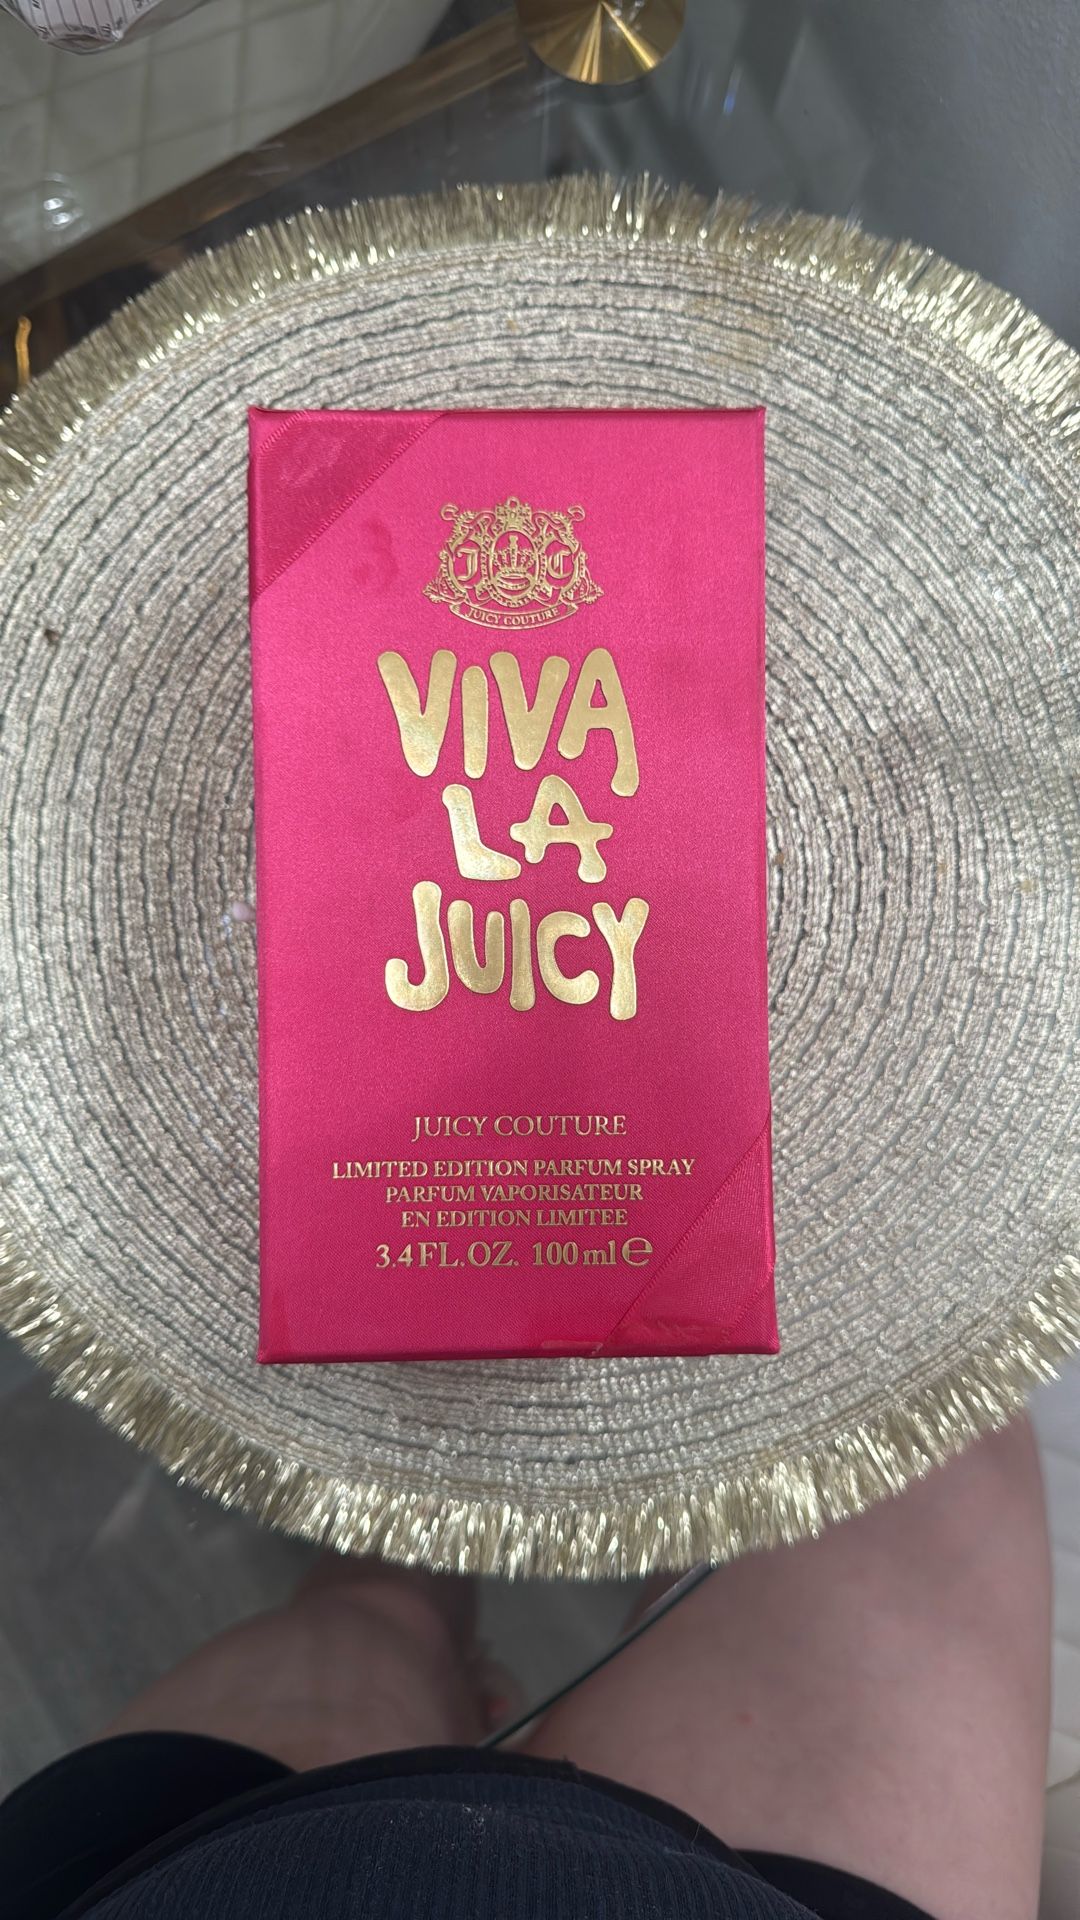 J C
JUICY COUTURE
VIVA
LA
JUICY
JUICY COUTURE
LIMITED EDITION PARFUM SPRAY
PARFUM VAPORISATEUR
EN EDITION LIMITEE
3.4 FL.OZ. 100 ml ℮